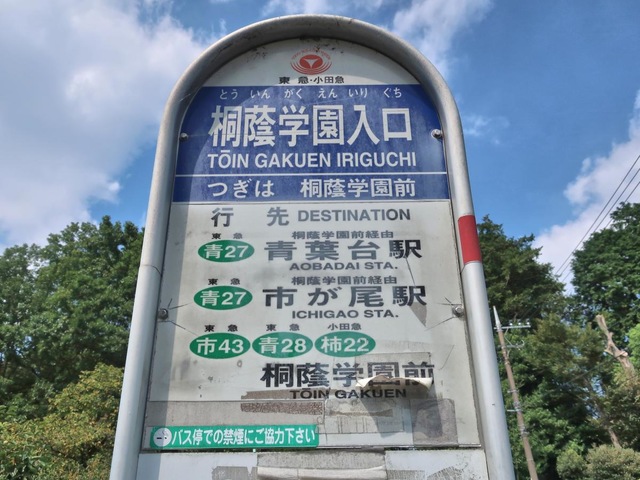 東急・小田急
とういんがくえんいりぐち
桐蔭学園入口
TŌIN GAKUEN IRIGUCHI
つぎは 桐蔭学園前
行先 DESTINATION
桐蔭学園前経由
東急
青27 青葉台駅
AOBADAI STA.
桐蔭学園前経由
東急
青27 市が尾駅
ICHIGAO STA.
東急 東急 小田急
市43 青28 柿22
桐蔭学園前
TŌIN GAKUEN
バス停での禁煙にご協力下さい